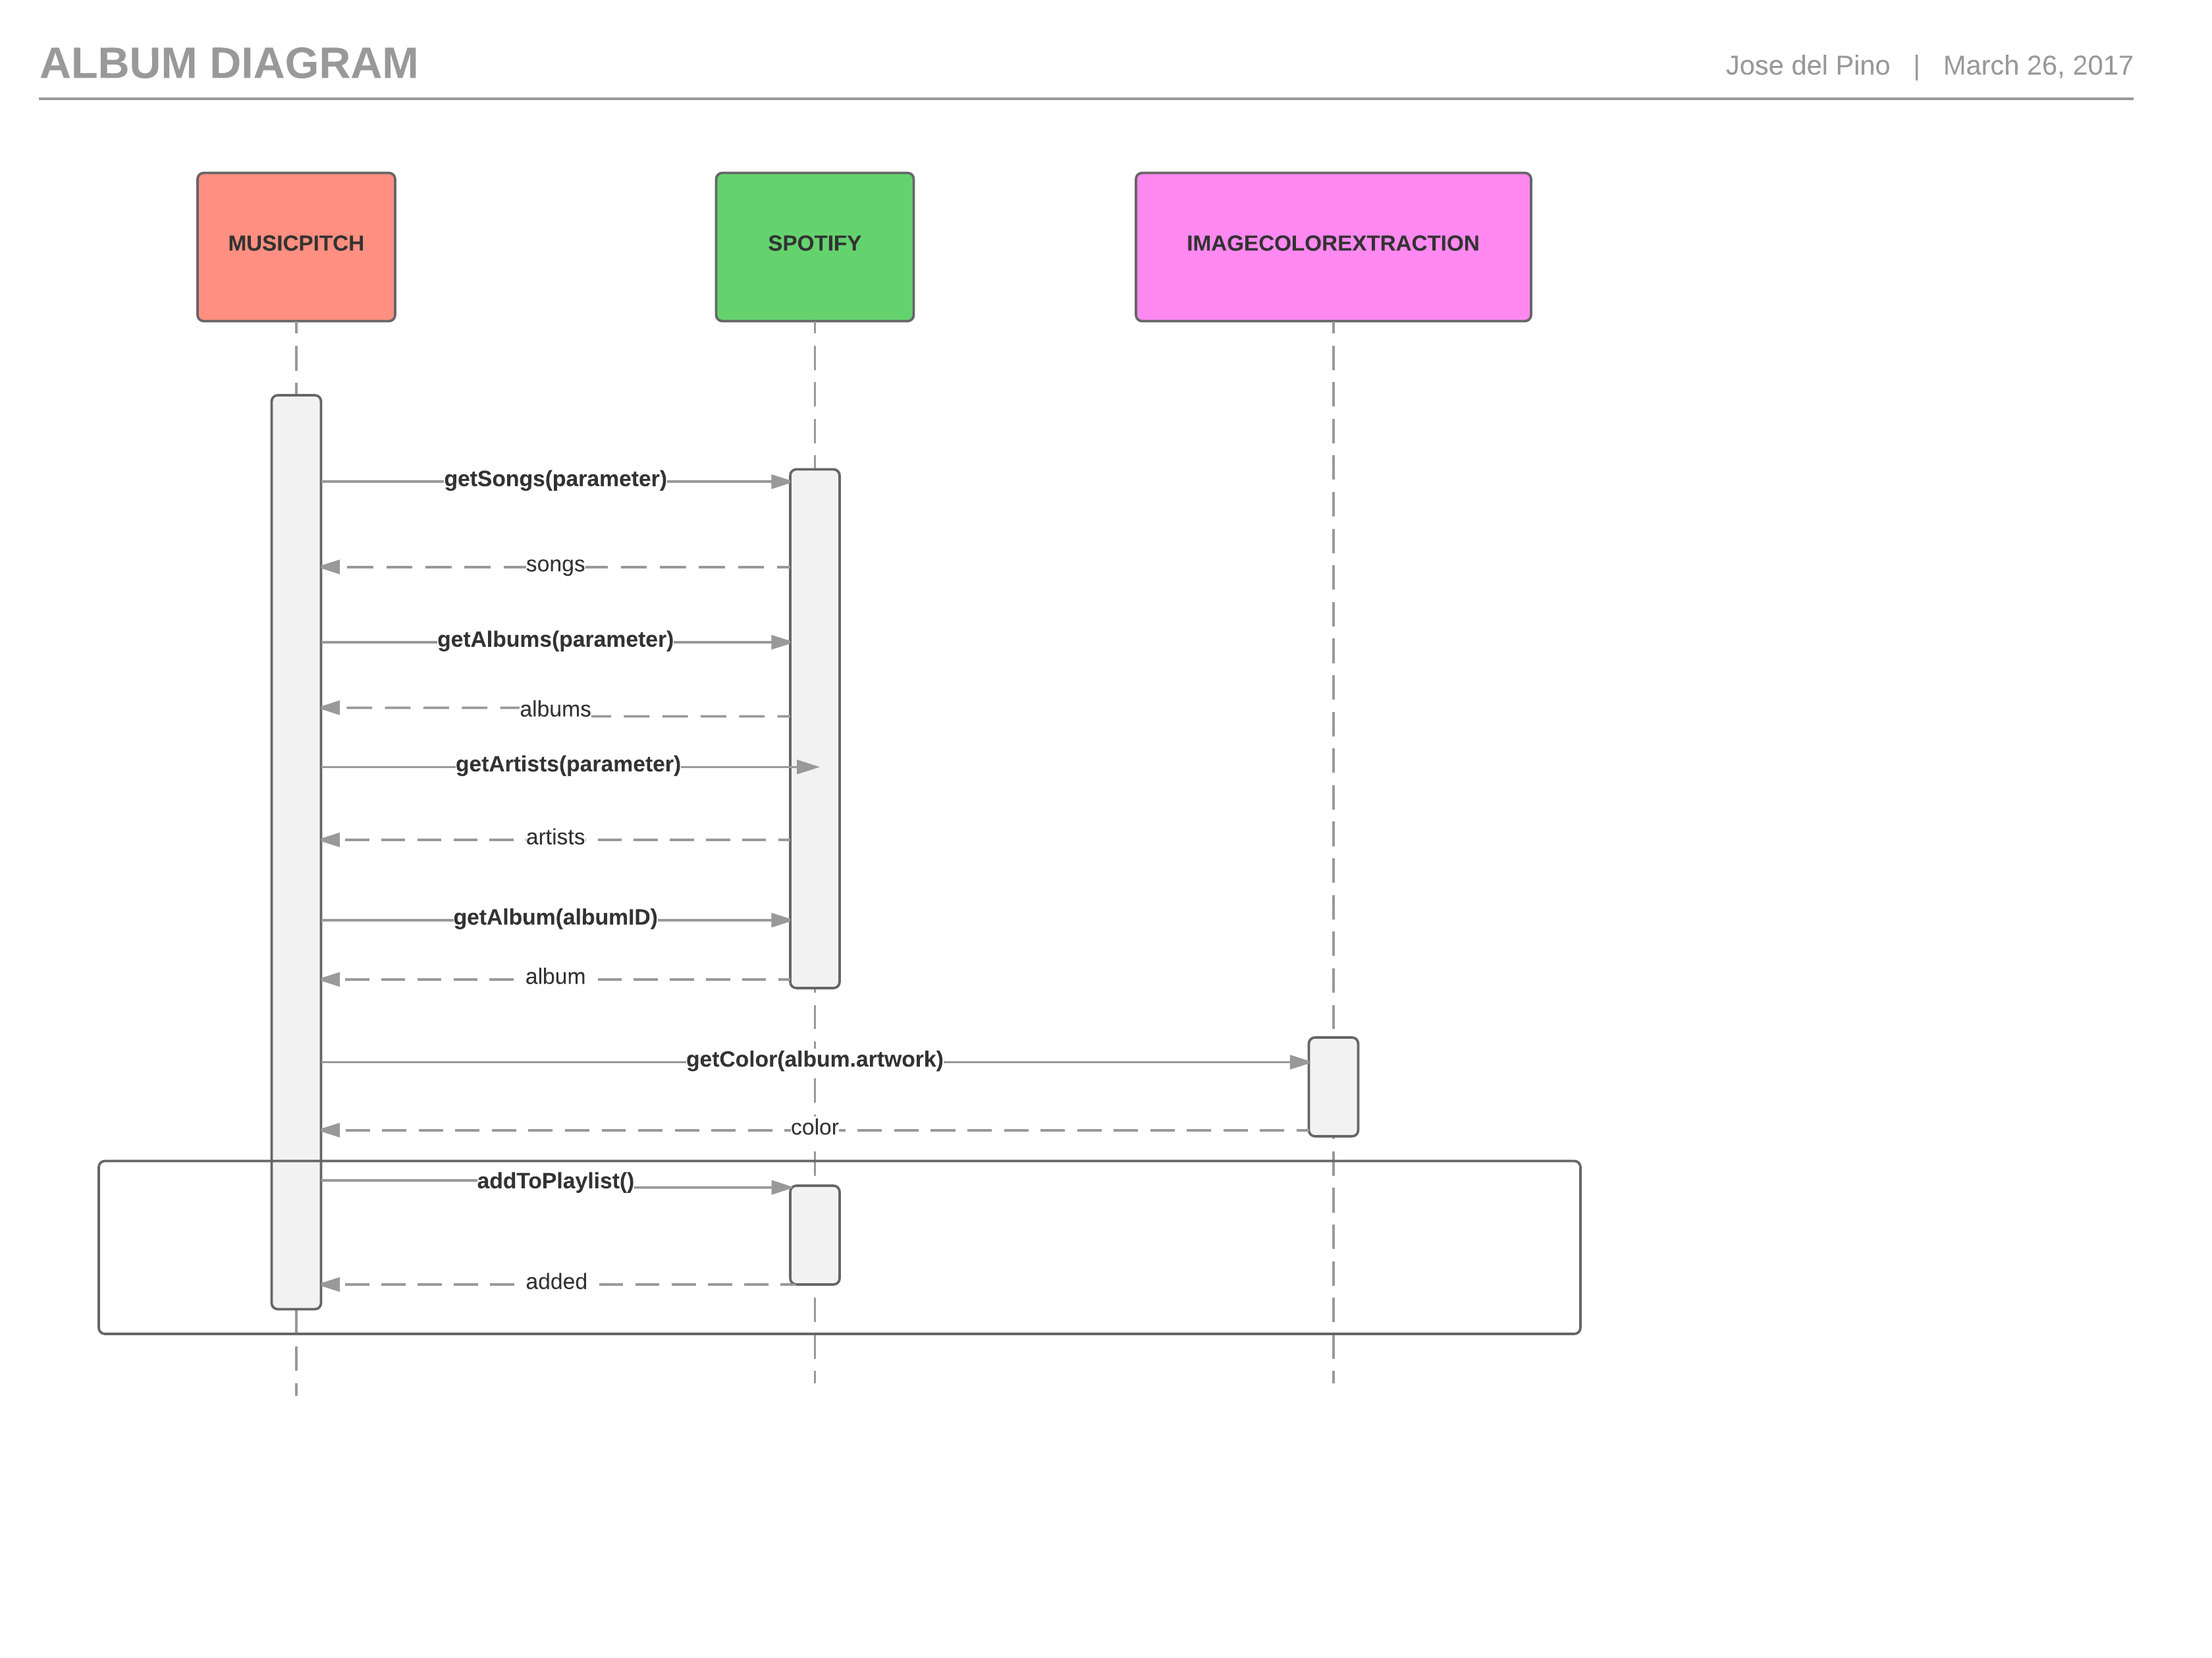 ALBUM DIAGRAM
Jose del Pino | March 26, 2017
MUSICPITCH
SPOTIFY
IMAGECOLOREXTRACTION
getSongs(parameter)
songs
getAlbums(parameter)
albums
getArtists(parameter)
artists
getAlbum(albumID)
album
getColor(album.artwork)
color
addToPlaylist()
added